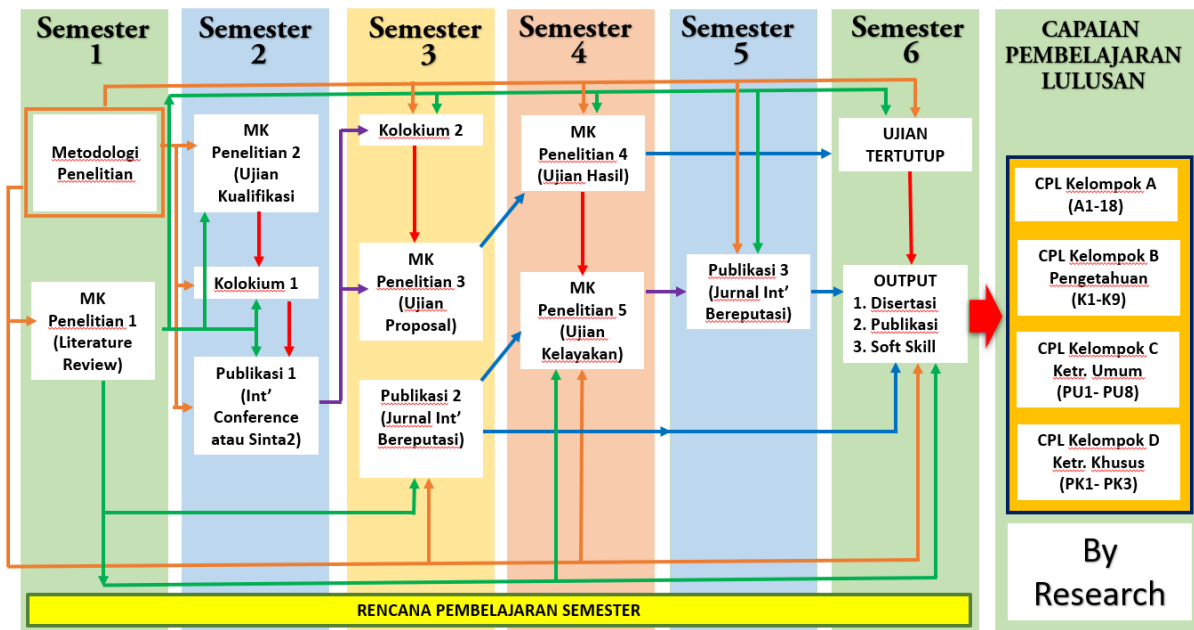 Semester
1
Metodologi
Penelitian
MK
Penelitian 1
(Literature
Review)
Semester
2
MK
Penelitian 2
(Ujian
Kualifikasi
Kolokium 1
Publikasi 1
(Int’
Conference
atau Sinta2)
Semester
3
Kolokium 2
MK
Penelitian 3
(Ujian
Proposal)
Publikasi 2
(Jurnal Int’
Bereputasi)
Semester
4
MK
Penelitian 4
(Ujian Hasil)
MK
Penelitian 5
(Ujian
Kelayakan)
Semester
5
Publikasi 3
(Jurnal Int’
Bereputasi)
Semester
6
UJIAN
TERTUTUP
OUTPUT
1. Disertasi
2. Publikasi
3. Soft Skill
CAPAIAN
PEMBELAJARAN
LULUSAN
CPL Kelompok A
(A1-18)
CPL Kelompok B
Pengetahuan
(K1-K9)
CPL Kelompok C
Ketr. Umum
(PU1- PU8)
CPL Kelompok D
Ketr. Khusus
(PK1- PK3)
By
Research
RENCANA PEMBELAJARAN SEMESTER